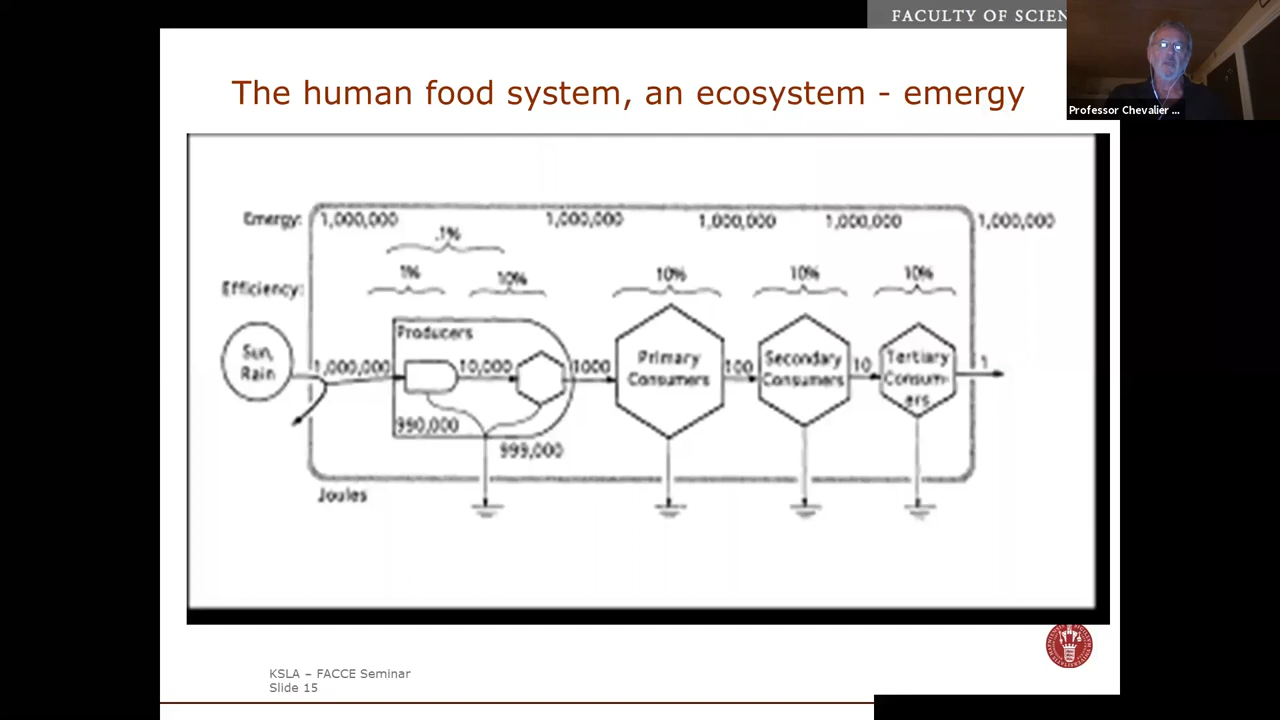 FACULTY OF SCIEN
Professor Chevalier ...
The human food system, an ecosystem - emergy
Emergy: 1,000,000 1,000,000 1,000,000 1,000,000 1,000,000
.1%
Efficiency: 1% 10% 10% 10% 10%
Sun,
Rain
Producers
1,000,000 10,000 1000 100 10 1
Primary
Consumers
Secondary
Consumers
Tertiary
Consum-
ers
990,000
999,000
Joules
KSLA – FACCE Seminar
Slide 15